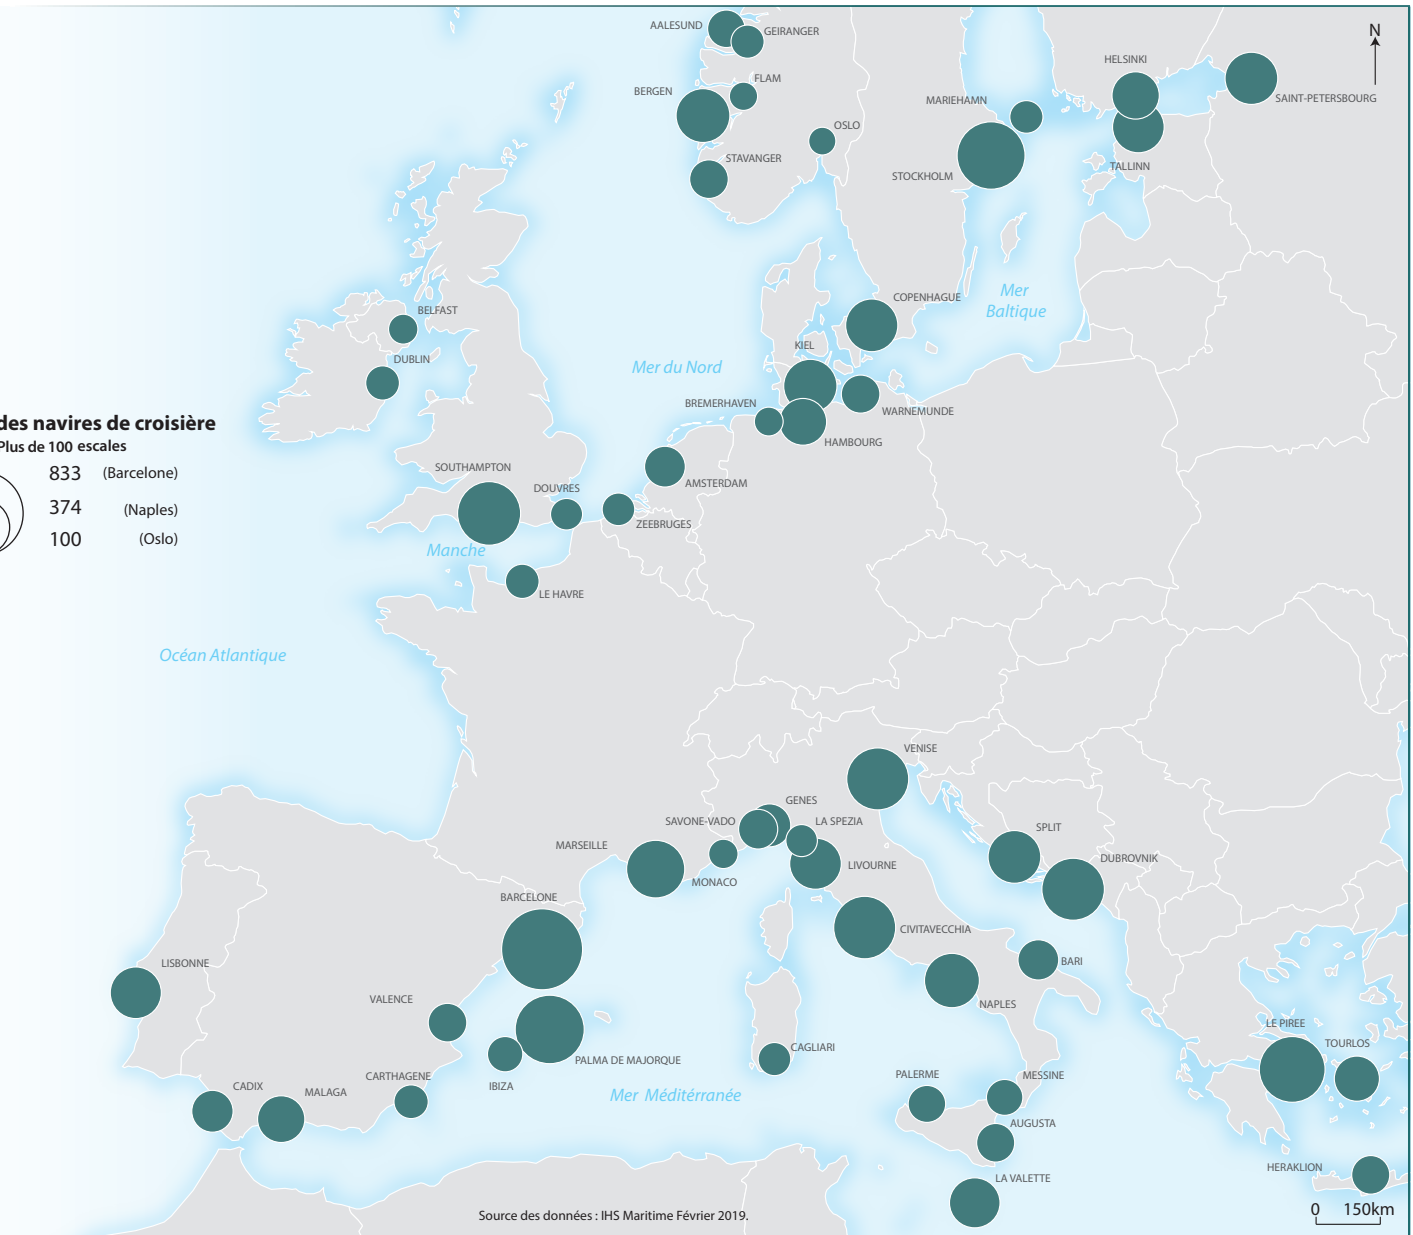 AALESUND
GEIRANGER
N
HELSINKI
FLAM
BERGEN
MARIEHAMN
SAINT-PETERSBOURG
OSLO
STAVANGER
TALLINN
STOCKHOLM
Mer
Baltique
COPENHAGUE
BELFAST
KIEL
DUBLIN
Mer du Nord
BREMERHAVEN
WARNEMUNDE
des navires de croisière
Plus de 100 escales
HAMBOURG
833 (Barcelone)
SOUTHAMPTON
AMSTERDAM
DOUVRES
374 (Naples)
ZEEBRUGES
100 (Oslo)
Manche
LE HAVRE
Océan Atlantique
VENISE
GENES
SAVONE-VADO
LA SPEZIA
SPLIT
MARSEILLE
DUBROVNIK
LIVOURNE
MONACO
BARCELONE
CIVITAVECCHIA
LISBONNE
BARI
VALENCE
NAPLES
LE PIREE
TOURLOS
CAGLIARI
PALMA DE MAJORQUE
PALERME
MESSINE
CARTHAGENE
IBIZA
CADIX
MALAGA
Mer Méditérranée
AUGUSTA
HERAKLION
LA VALETTE
Source des données : IHS Maritime Février 2019.
0 150km